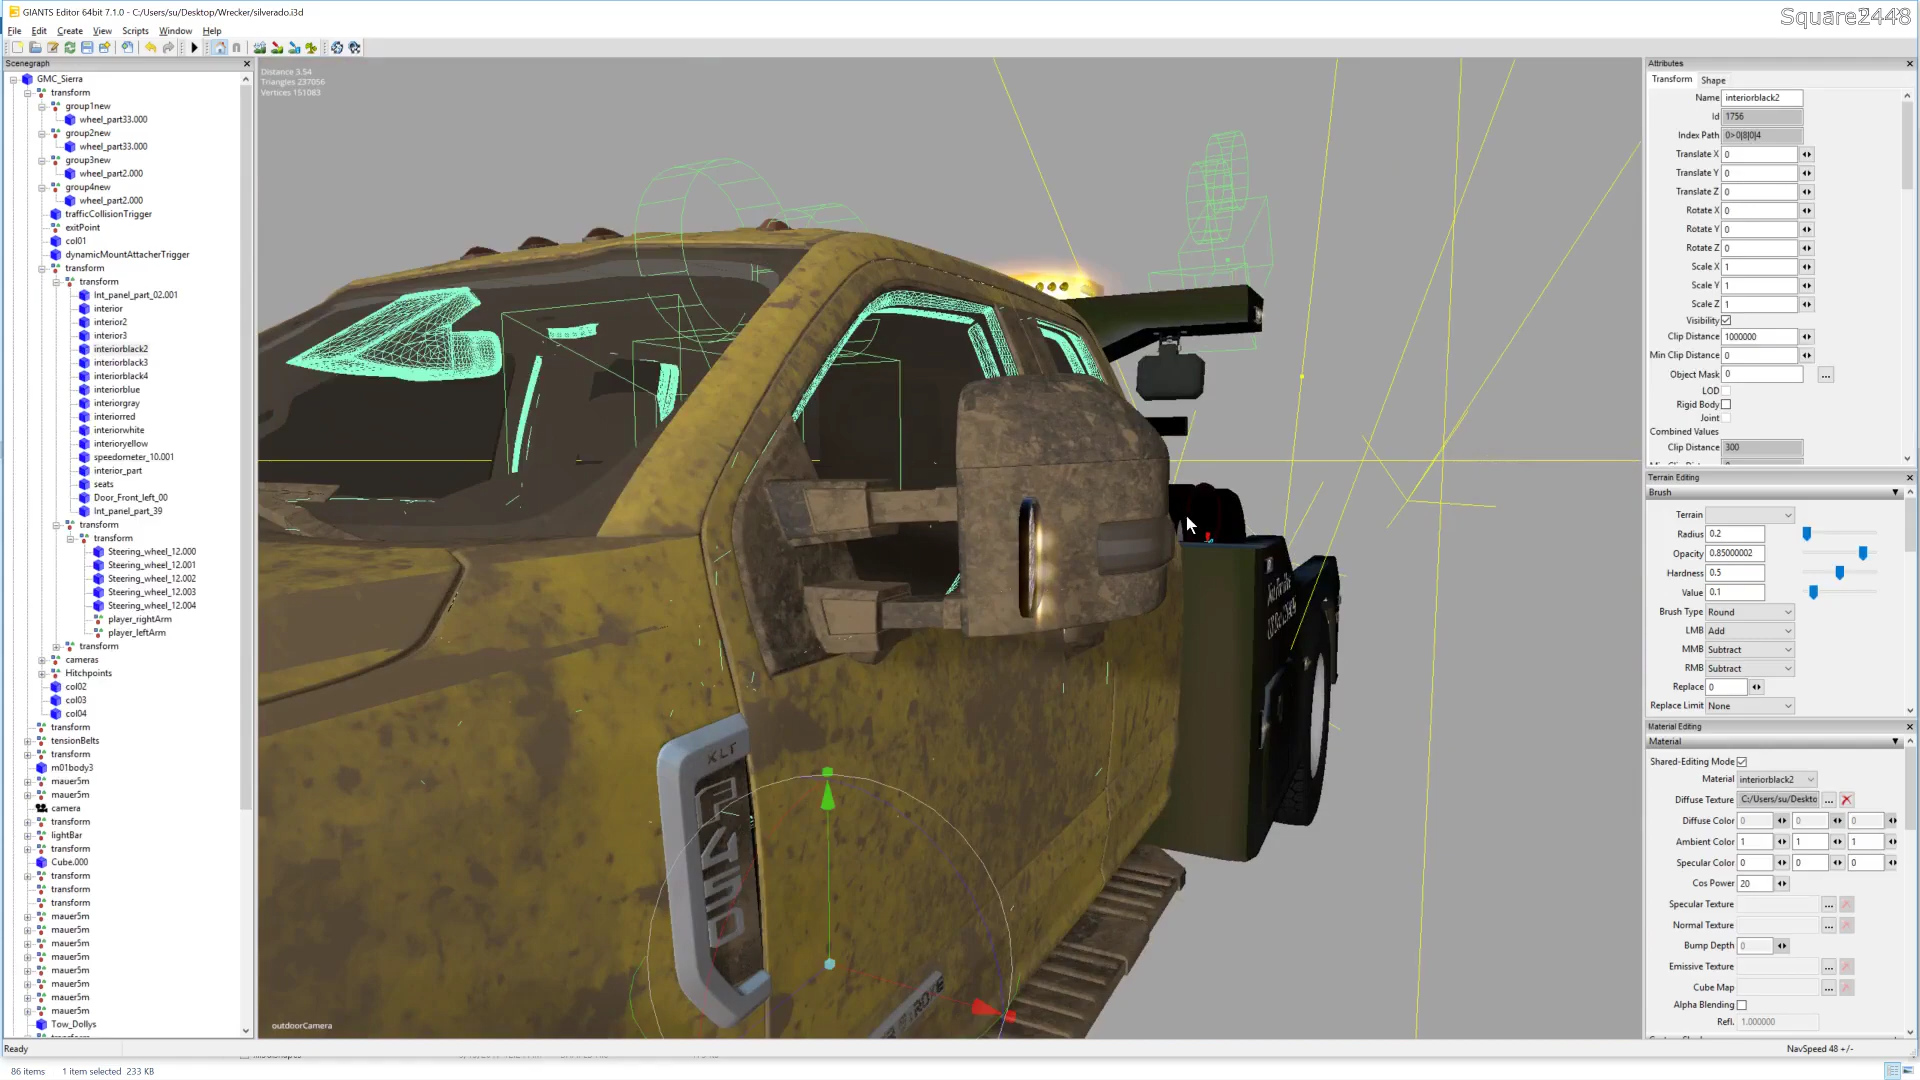 GIANTS Editor 64bit 7.1.0 - C:/Users/su/Desktop/Wrecker/silverado.i3d
Square2448
File Edit Create View Scripts Window Help
Scenegraph
GMC_Sierra
transform
group1new
wheel_part33.000
group2new
wheel_part33.000
group3new
wheel_part2.000
group4new
wheel_part2.000
trafficCollisionTrigger
exitPoint
col01
dynamicMountAttacherTrigger
transform
transform
Int_panel_part_02.001
interior
interior2
interior3
interiorblack2
interiorblack3
interiorblack4
interiorblue
interiorgray
interiorred
interiorwhite
interioryellow
speedometer_10.001
interior_part
seats
Door_Front_left_00
Int_panel_part_39
transform
transform
Steering_wheel_12.000
Steering_wheel_12.001
Steering_wheel_12.002
Steering_wheel_12.003
Steering_wheel_12.004
player_rightArm
player_leftArm
transform
cameras
Hitchpoints
col02
col03
col04
transform
tensionBelts
transform
m01body3
mauer5m
mauer5m
camera
transform
lightBar
transform
Cube.000
transform
transform
transform
mauer5m
mauer5m
mauer5m
mauer5m
mauer5m
mauer5m
mauer5m
mauer5m
Tow_Dollys
Distance 3.54
Triangles 237056
Vertices 151083
XLT
F-450
outdoorCamera
Attributes
Transform Shape
Name interiorblack2
Id 1756
Index Path 0>0|8|0|4
Translate X 0
Translate Y 0
Translate Z 0
Rotate X 0
Rotate Y 0
Rotate Z 0
Scale X 1
Scale Y 1
Scale Z 1
Visibility
Clip Distance 1000000
Min Clip Distance 0
Object Mask 0 ...
LOD
Rigid Body
Joint
Combined Values
Clip Distance 300
Terrain Editing
Brush
Terrain
Radius 0.2
Opacity 0.85000002
Hardness 0.5
Value 0.1
Brush Type Round
LMB Add
MMB Subtract
RMB Subtract
Replace 0
Replace Limit None
Material Editing
Material
Shared-Editing Mode
Material interiorblack2
Diffuse Texture C:/Users/su/Deskto ...
Diffuse Color 0 0 0
Ambient Color 1 1 1
Specular Color 0 0 0
Cos Power 20
Specular Texture ...
Normal Texture ...
Bump Depth 0
Emissive Texture ...
Cube Map ...
Alpha Blending
Refl. 1.000000
Ready
NavSpeed 48 +/-
86 items 1 item selected 233 KB